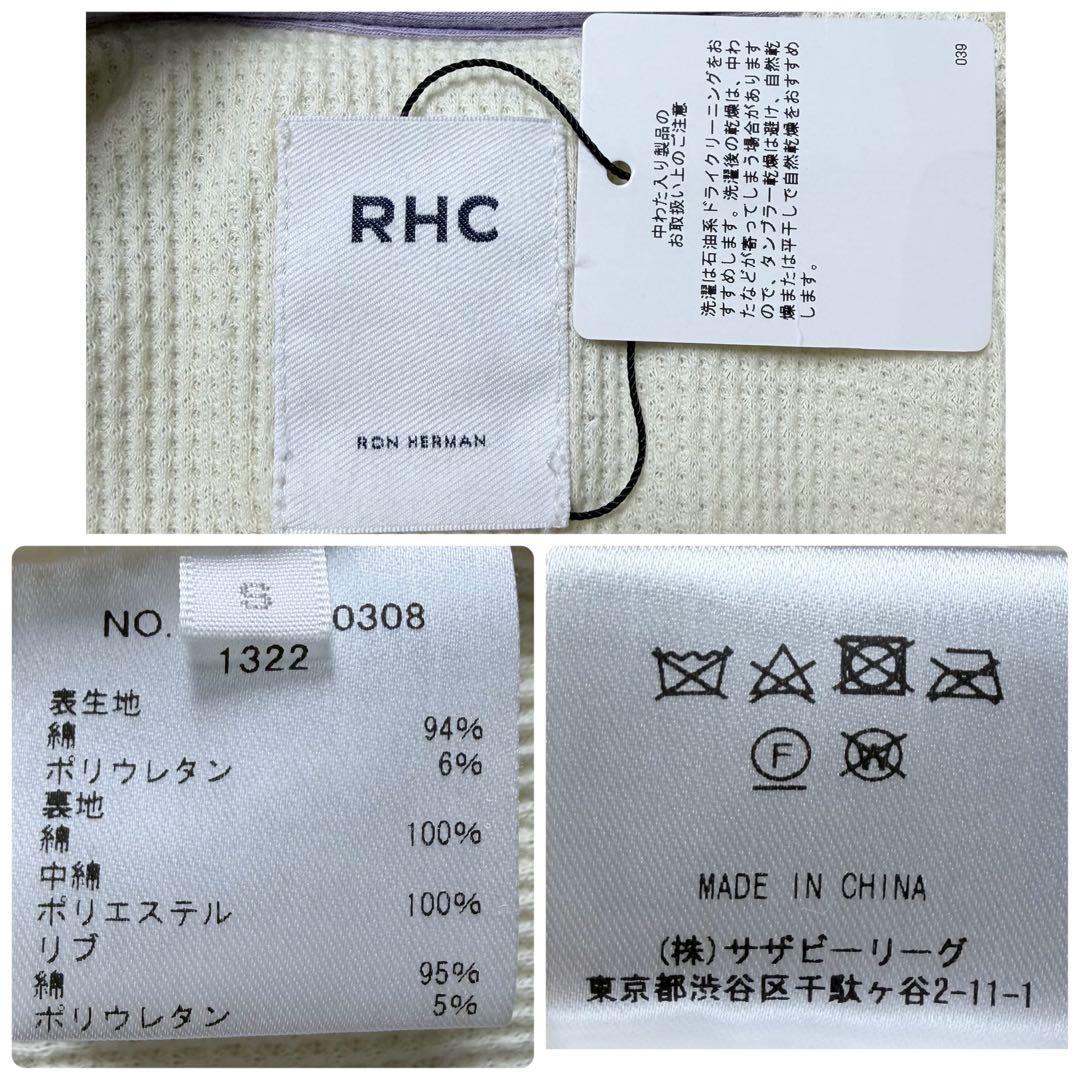 RHC
RON HERMAN
039
中わた入り製品の
お取扱い上のご注意
洗濯は石油系ドライクリーニングをお
すすめします。洗濯後の乾燥は、中わ
たなどが寄ってしまう場合があります
ので、タンブラー乾燥は避け、自然乾
燥または平干しで自然乾燥をおすすめ
します。
S
NO. 0308
1322
表生地
綿 94%
ポリウレタン 6%
裏地
綿 100%
中綿
ポリエステル 100%
リブ
綿 95%
ポリウレタン 5%
F W
MADE IN CHINA
(株)サザビーリーグ
東京都渋谷区千駄ヶ谷2-11-1